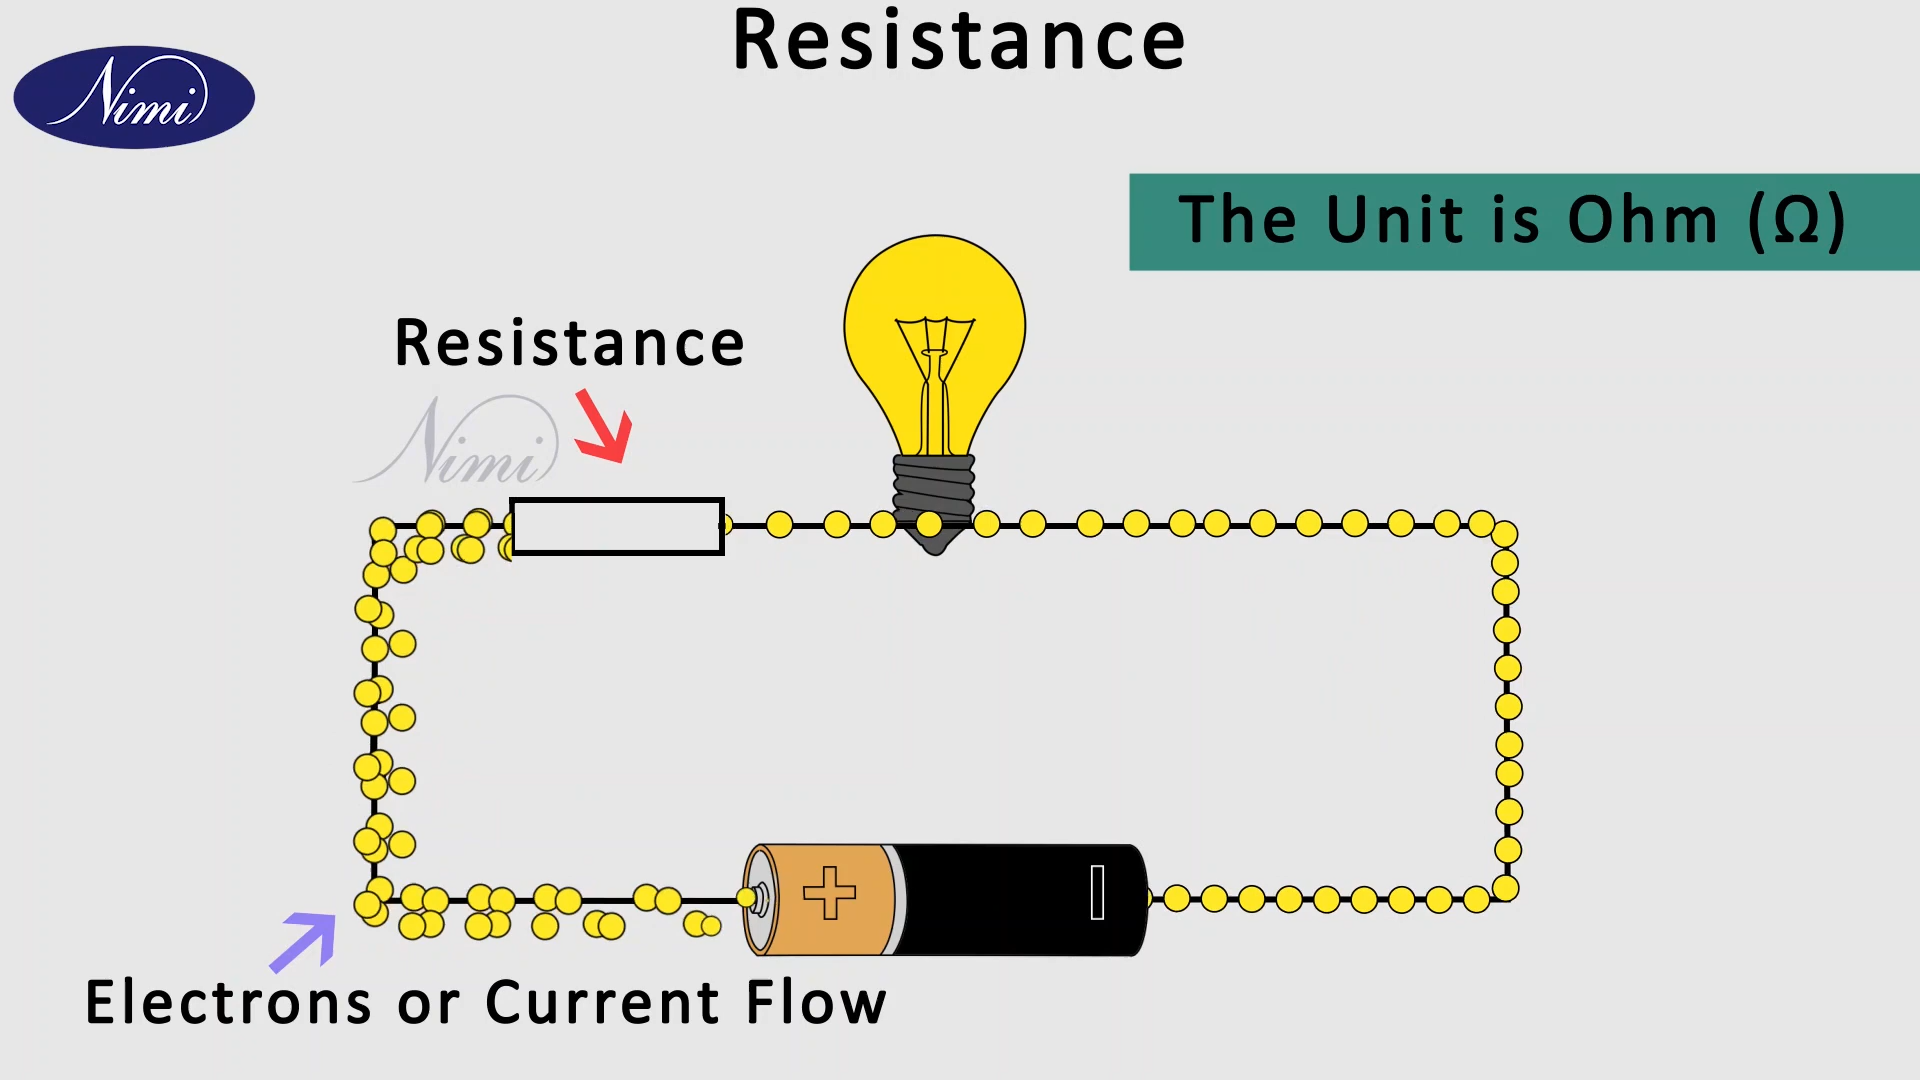 Resistance
Nimi
The Unit is Ohm (Ω)
Resistance
Nimi
Electrons or Current Flow